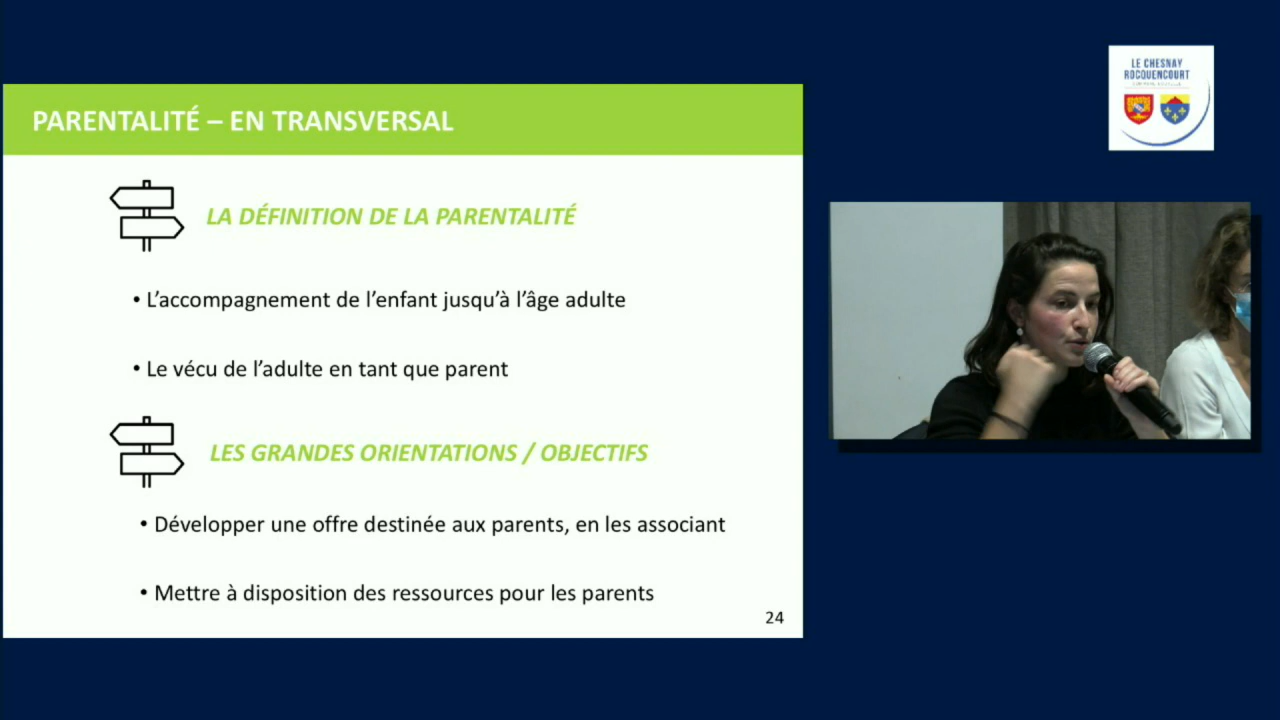 PARENTALITÉ – EN TRANSVERSAL
LA DÉFINITION DE LA PARENTALITÉ
• L'accompagnement de l'enfant jusqu'à l'âge adulte
• Le vécu de l'adulte en tant que parent
LES GRANDES ORIENTATIONS / OBJECTIFS
• Développer une offre destinée aux parents, en les associant
• Mettre à disposition des ressources pour les parents
24
LE CHESNAY
ROCQUENCOURT